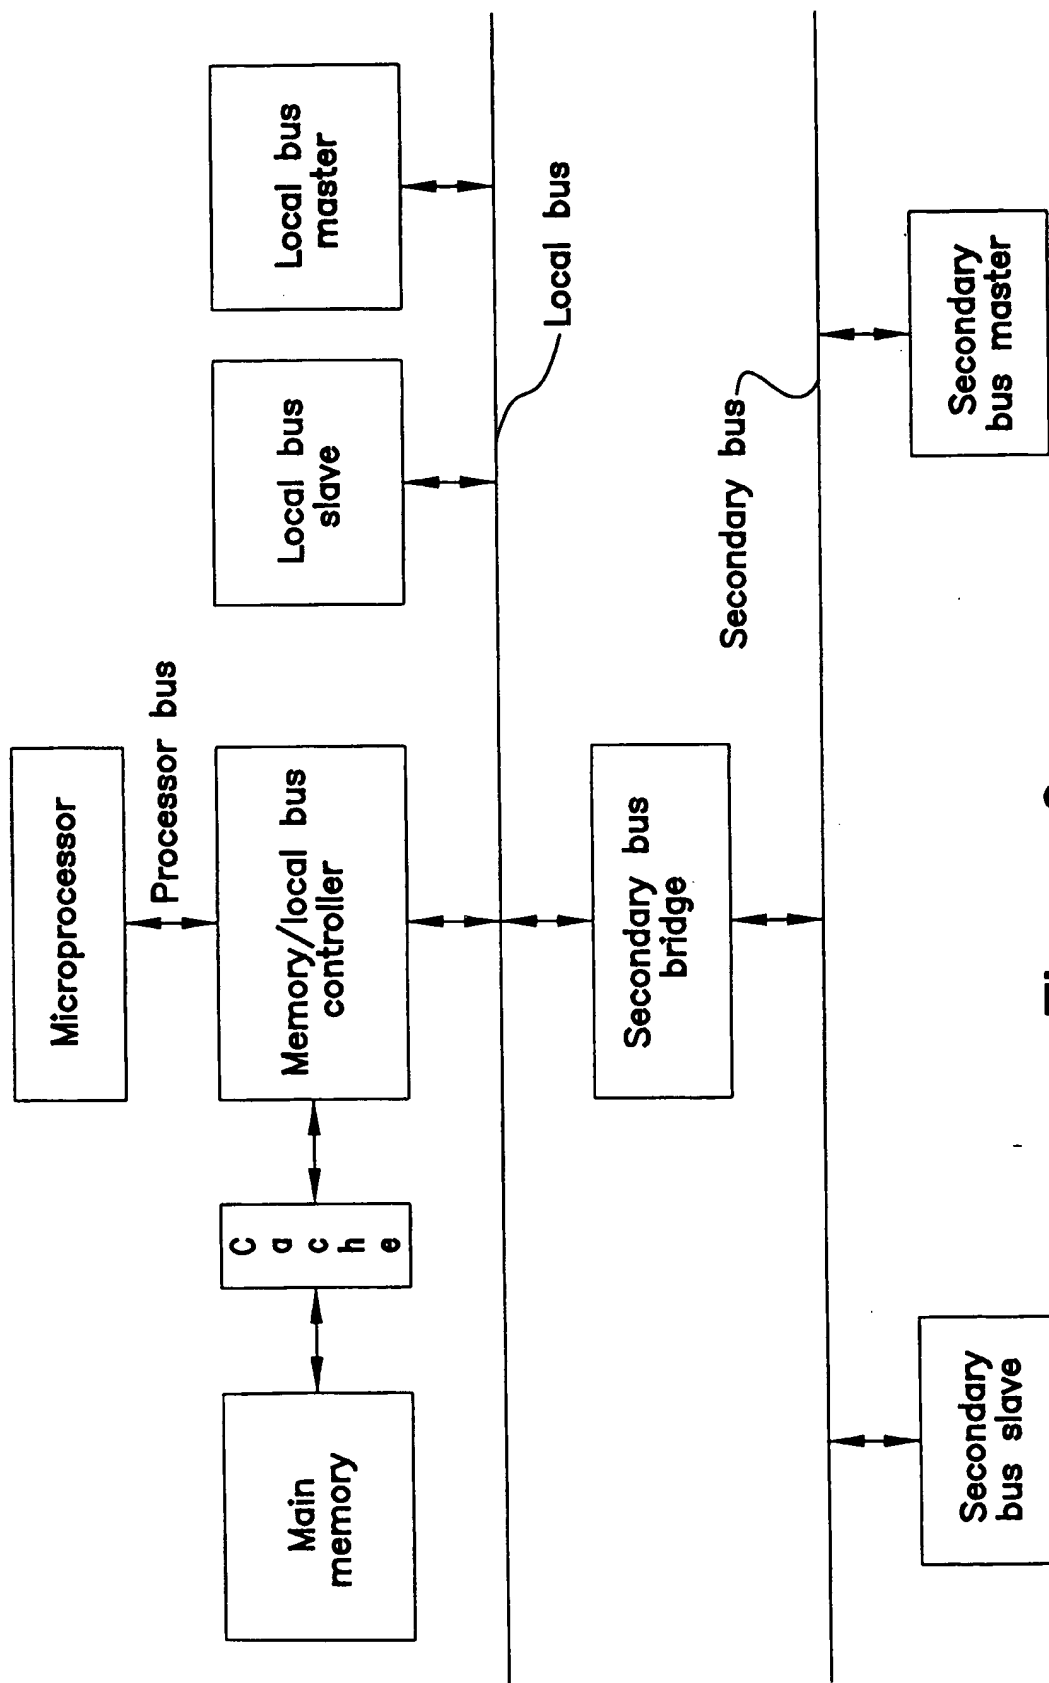 Microprocessor
Processor bus
Main
memory
Cache
Memory/local bus
controller
Local bus
slave
Local bus
master
Local bus
Secondary bus
bridge
Secondary bus
Secondary
bus slave
Secondary
bus master